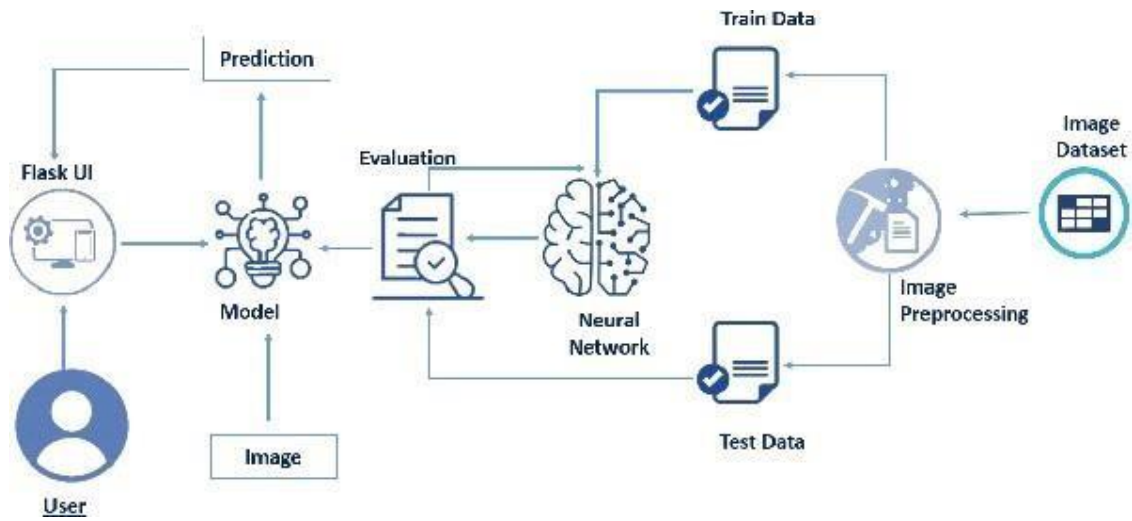 Train Data
Prediction
Image
Dataset
Evaluation
Flask UI
Model
Image
Preprocessing
Neural
Network
Test Data
Image
User